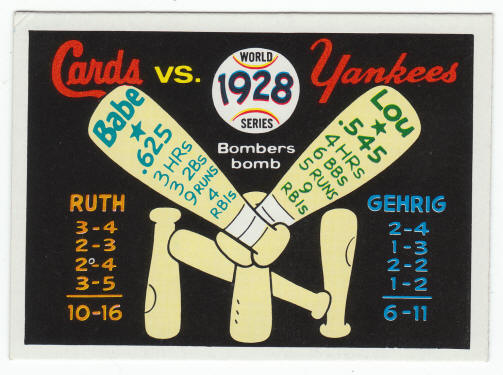 Cards vs. Yankees
WORLD
1928
SERIES
Bombers
bomb
Babe
.625
3 HRs
3 2Bs
9 RUNS
4
RBIs
Lou
.545
4 HRs
6 BBs
5 RUNS
9
RBIs
RUTH
3-4
2-3
2-4
3-5
10-16
GEHRIG
2-4
1-3
2-2
1-2
6-11